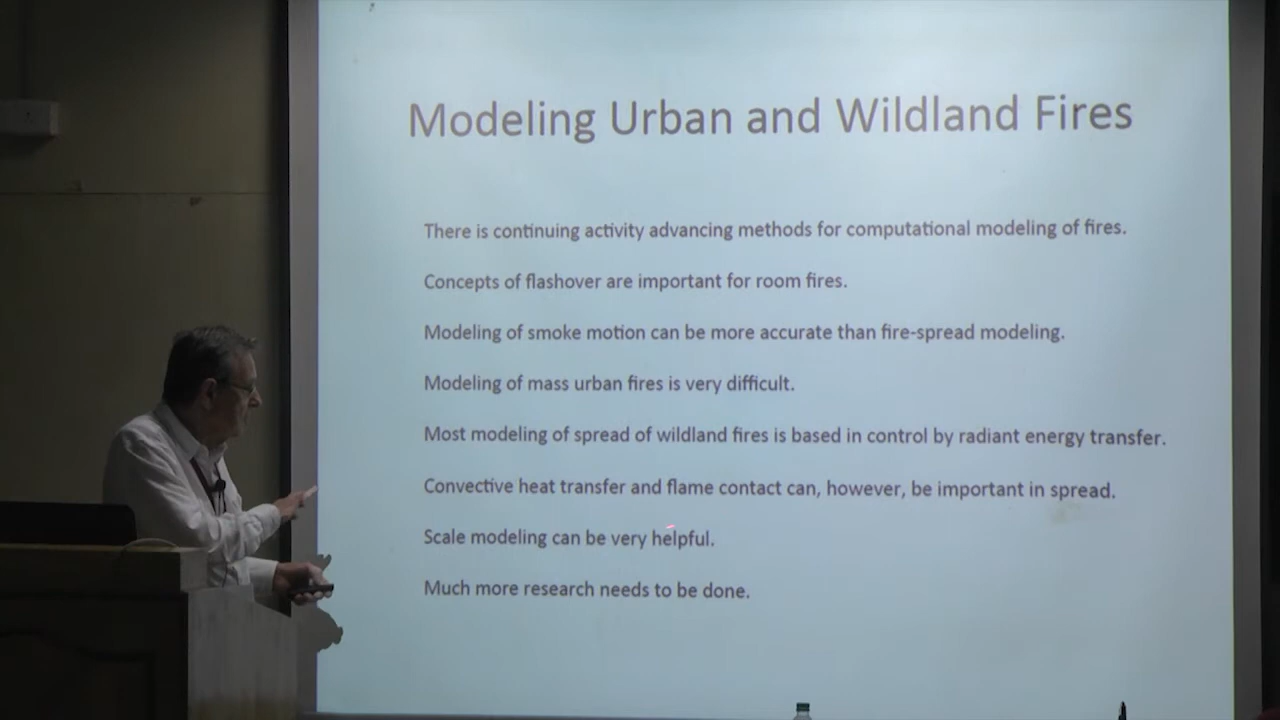 Modeling Urban and Wildland Fires
There is continuing activity advancing methods for computational modeling of fires.
Concepts of flashover are important for room fires.
Modeling of smoke motion can be more accurate than fire-spread modeling.
Modeling of mass urban fires is very difficult.
Most modeling of spread of wildland fires is based in control by radiant energy transfer.
Convective heat transfer and flame contact can, however, be important in spread.
Scale modeling can be very helpful.
Much more research needs to be done.